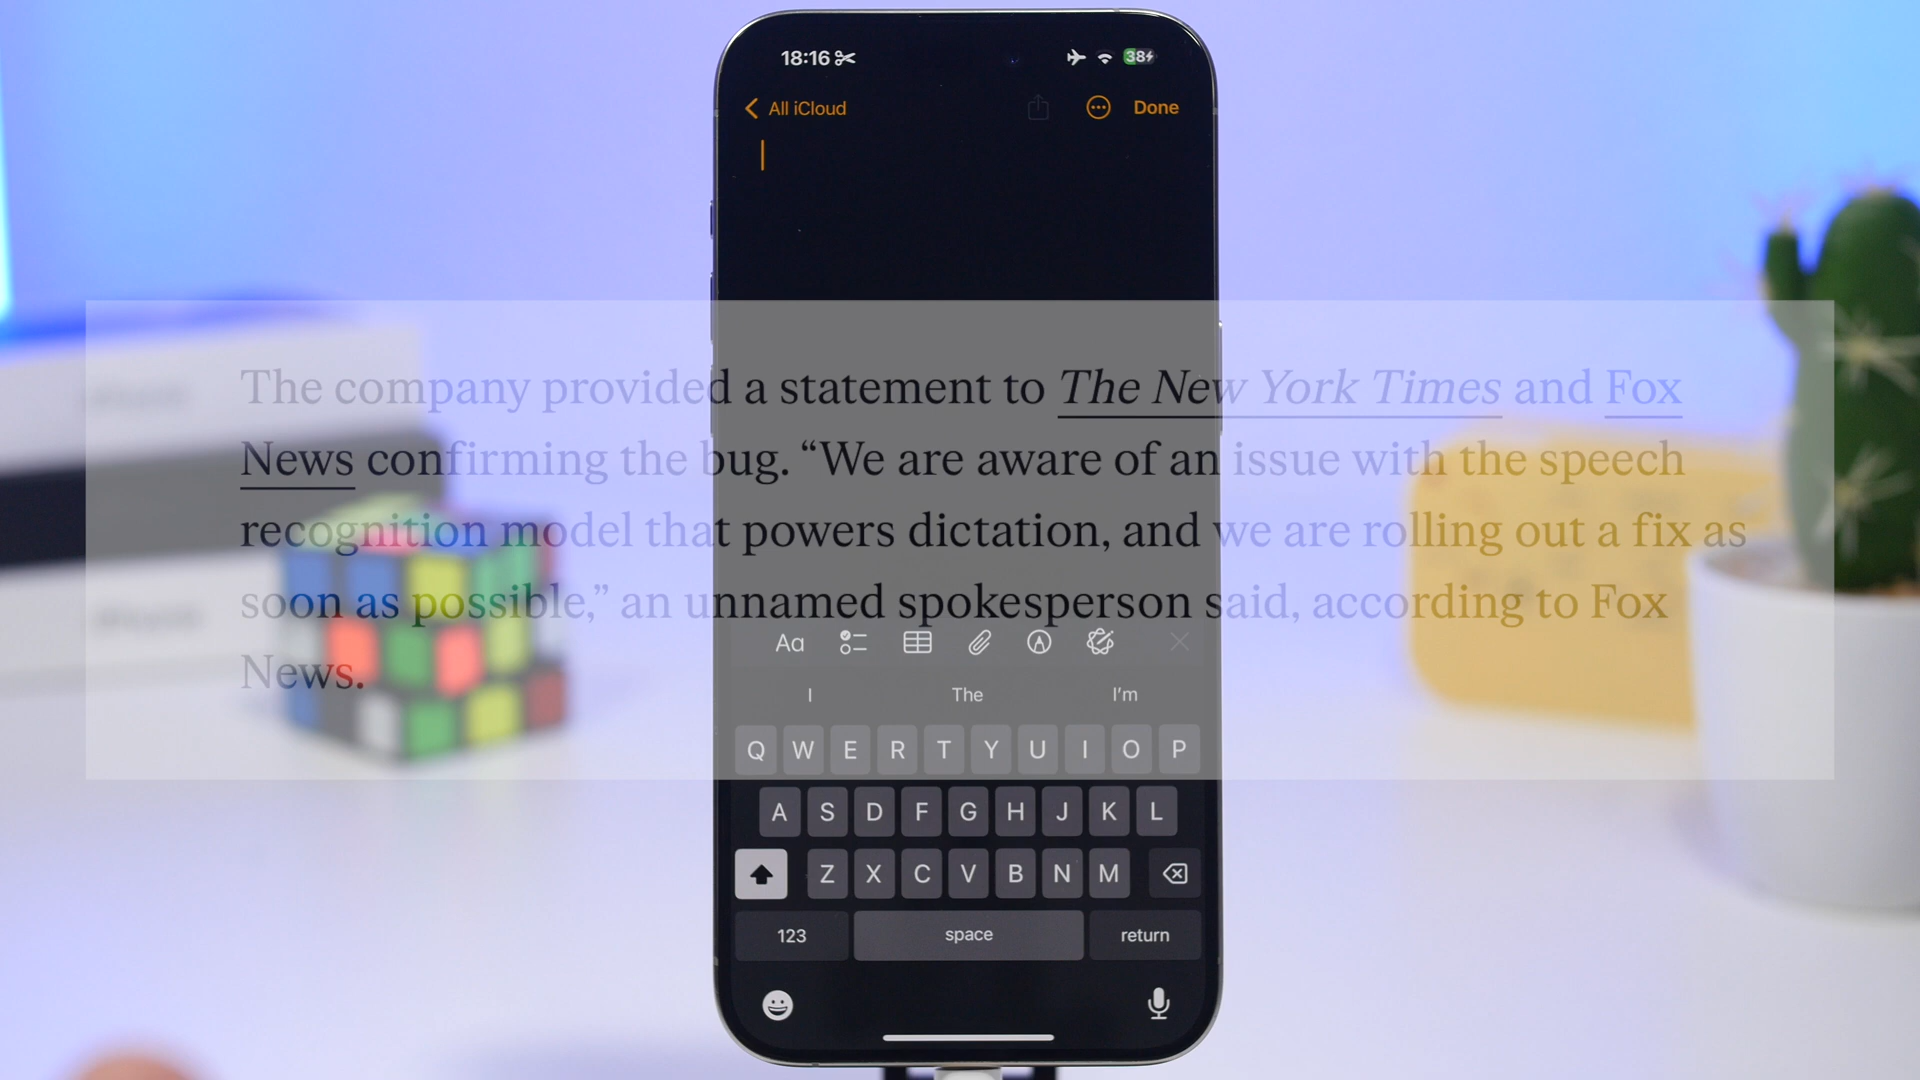 18:16
38
All iCloud
Done
The company provided a statement to The New York Times and Fox
News confirming the bug. “We are aware of an issue with the speech
recognition model that powers dictation, and we are rolling out a fix as
soon as possible,” an unnamed spokesperson said, according to Fox
News.
Aa
I The I’m
Q W E R T Y U I O P
A S D F G H J K L
Z X C V B N M
123 space return